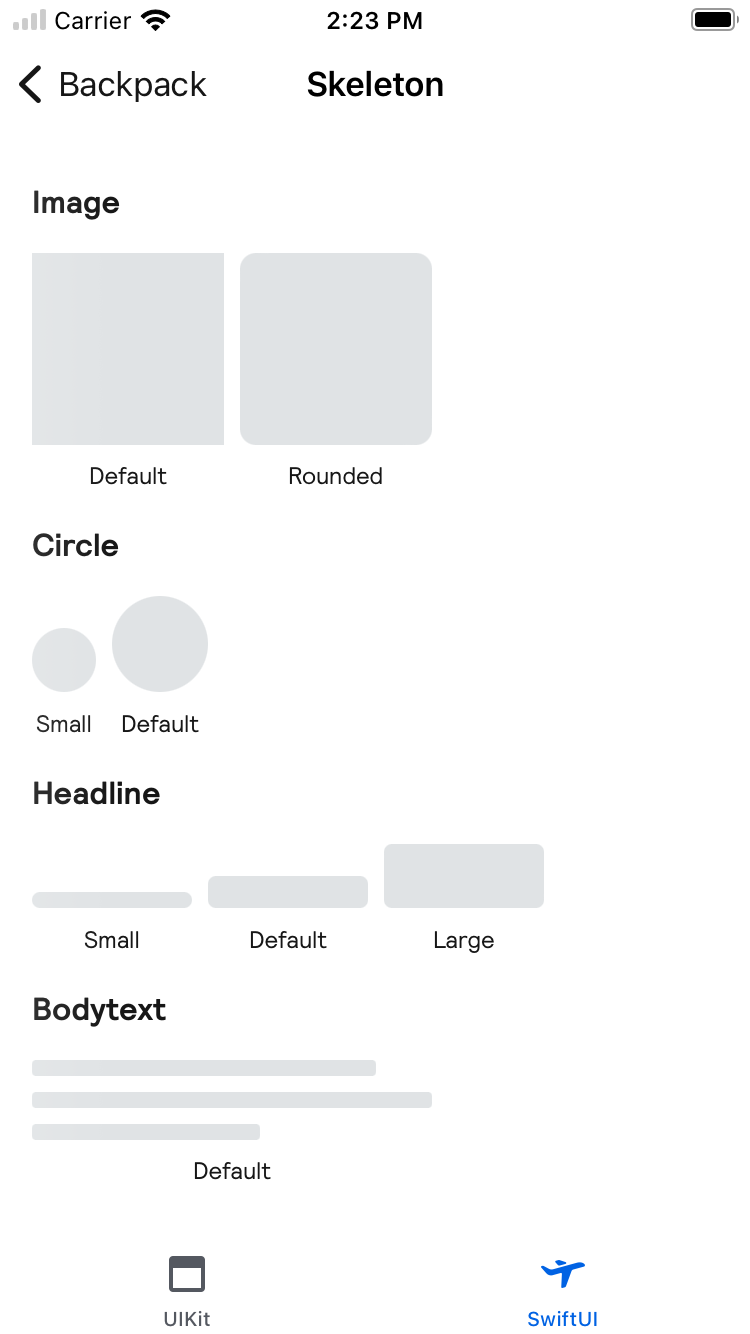 Carrier 2:23 PM
Backpack Skeleton
Image
Default Rounded
Circle
Small Default
Headline
Small Default Large
Bodytext
Default
UIKit SwiftUI